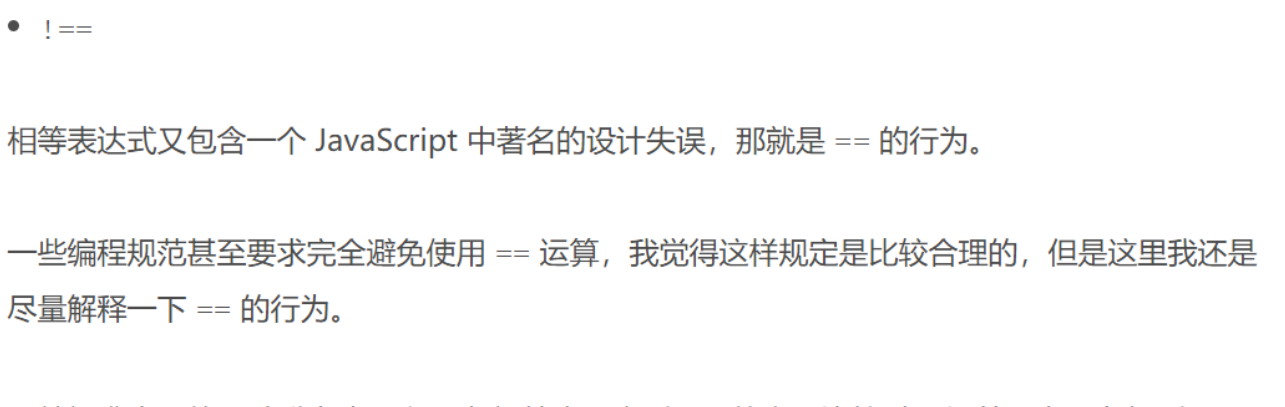 • !==
相等表达式又包含一个 JavaScript 中著名的设计失误，那就是 == 的行为。
一些编程规范甚至要求完全避免使用 == 运算，我觉得这样规定是比较合理的，但是这里我还是
尽量解释一下 == 的行为。